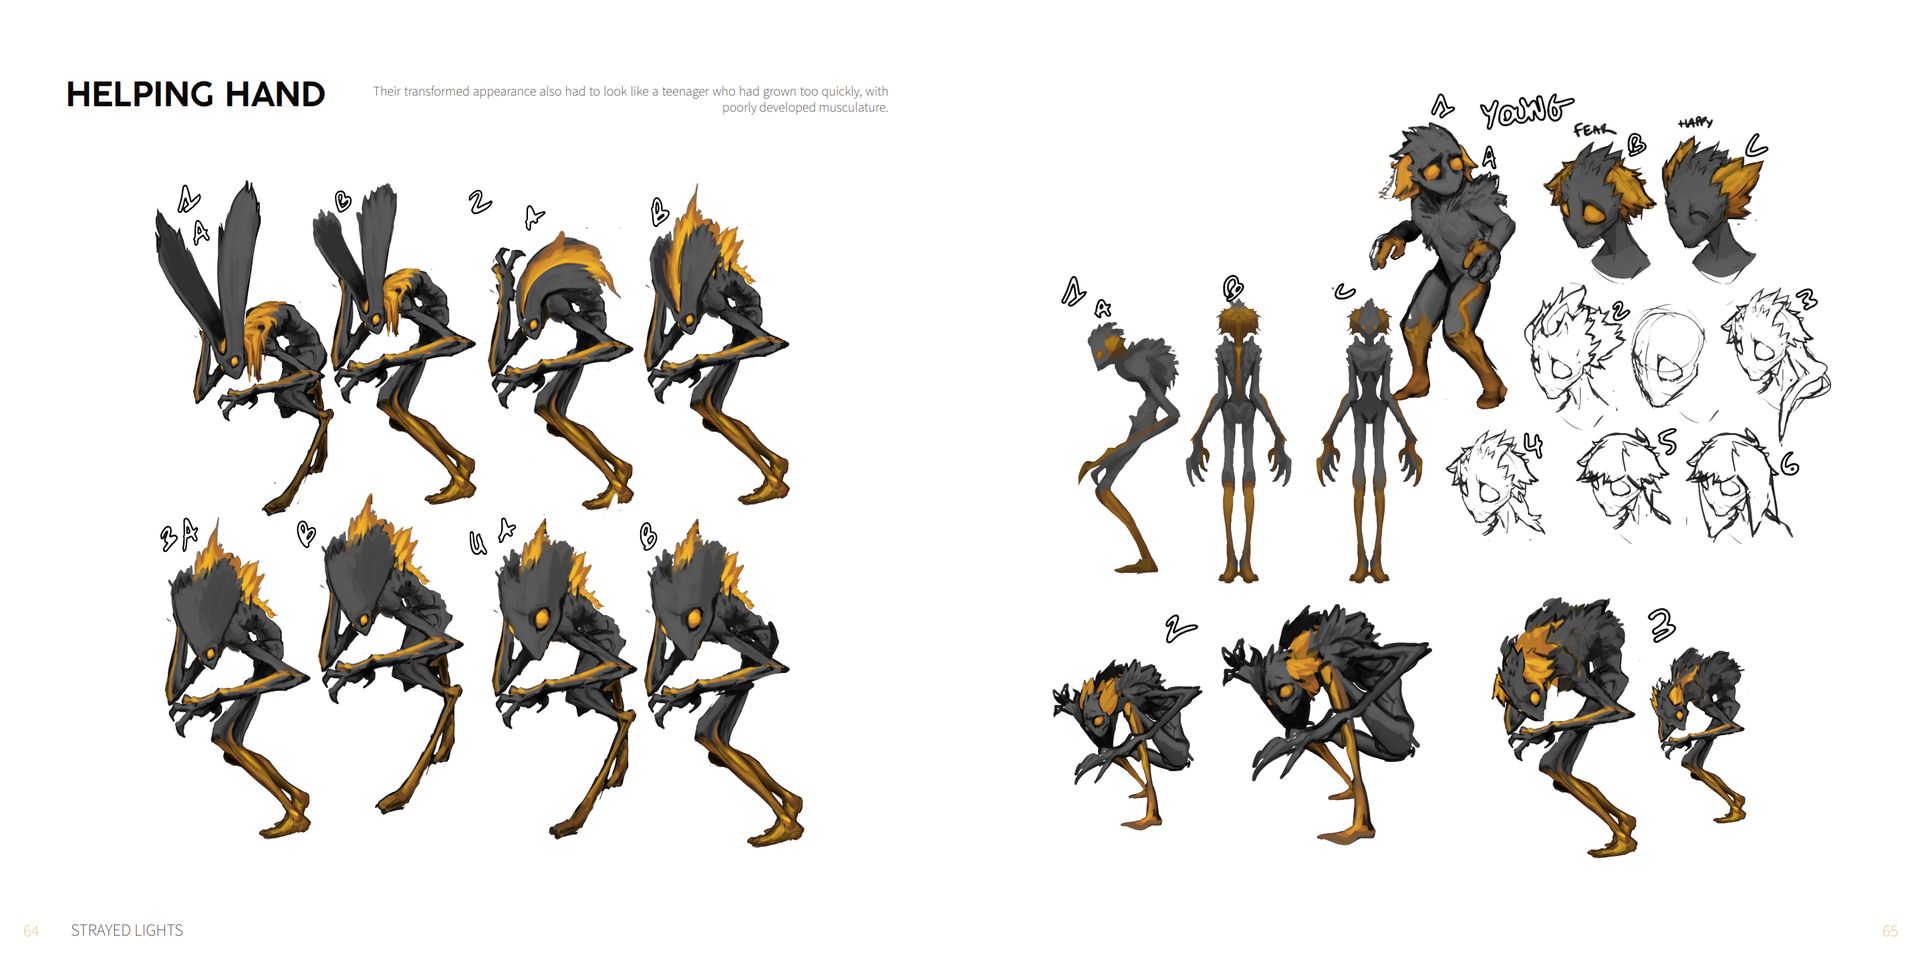 HELPING HAND
Their transformed appearance also had to look like a teenager who had grown too quickly, with
poorly developed musculature.
1 A
B
2 A
B
3 A
B
4 A
B
64 STRAYED LIGHTS
1 YOUNG
A
FEAR
B
HAPPY
C
1 A
B
C
2
3
4
5
6
2
3
65